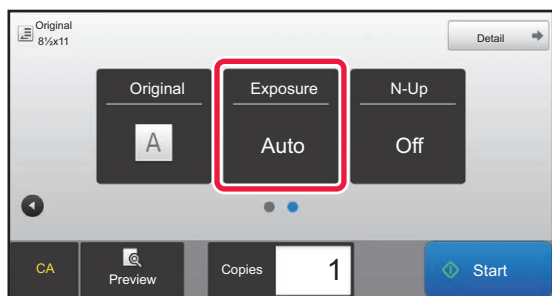 Original
8½x11
Detail
Original
Exposure
N-Up
A
Auto
Off
CA
Preview
Copies
1
Start